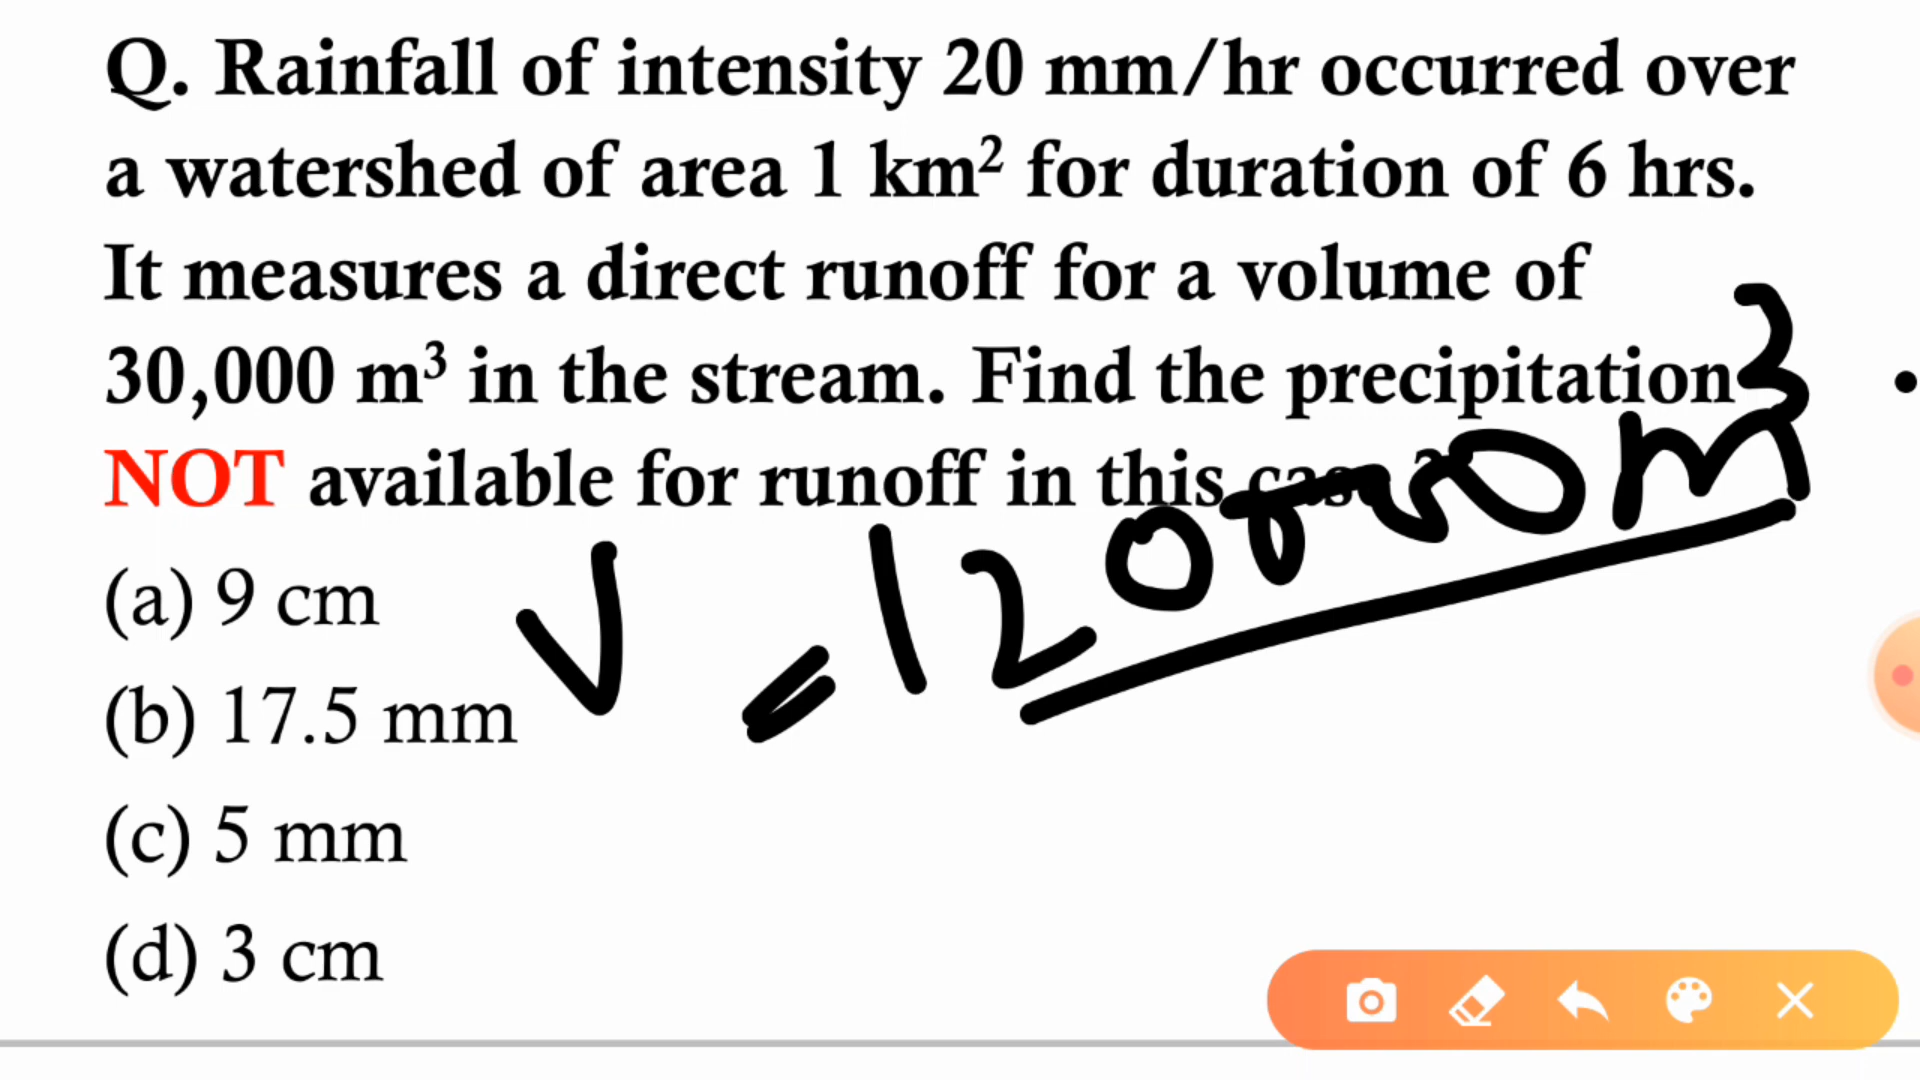 Q. Rainfall of intensity 20 mm/hr occurred over
a watershed of area 1 km² for duration of 6 hrs.
It measures a direct runoff for a volume of
30,000 m³ in the stream. Find the precipitation
NOT available for runoff in this case?
(a) 9 cm
(b) 17.5 mm
(c) 5 mm
(d) 3 cm
V = 120000 m³